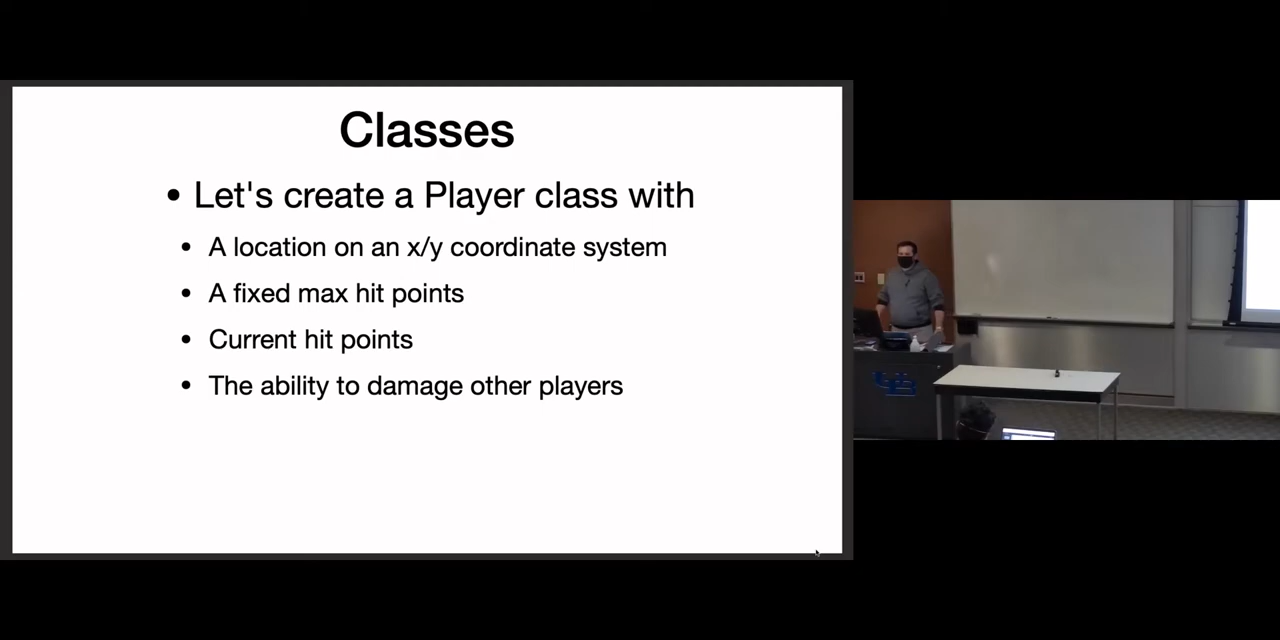 Classes
• Let's create a Player class with
• A location on an x/y coordinate system
• A fixed max hit points
• Current hit points
• The ability to damage other players
UB